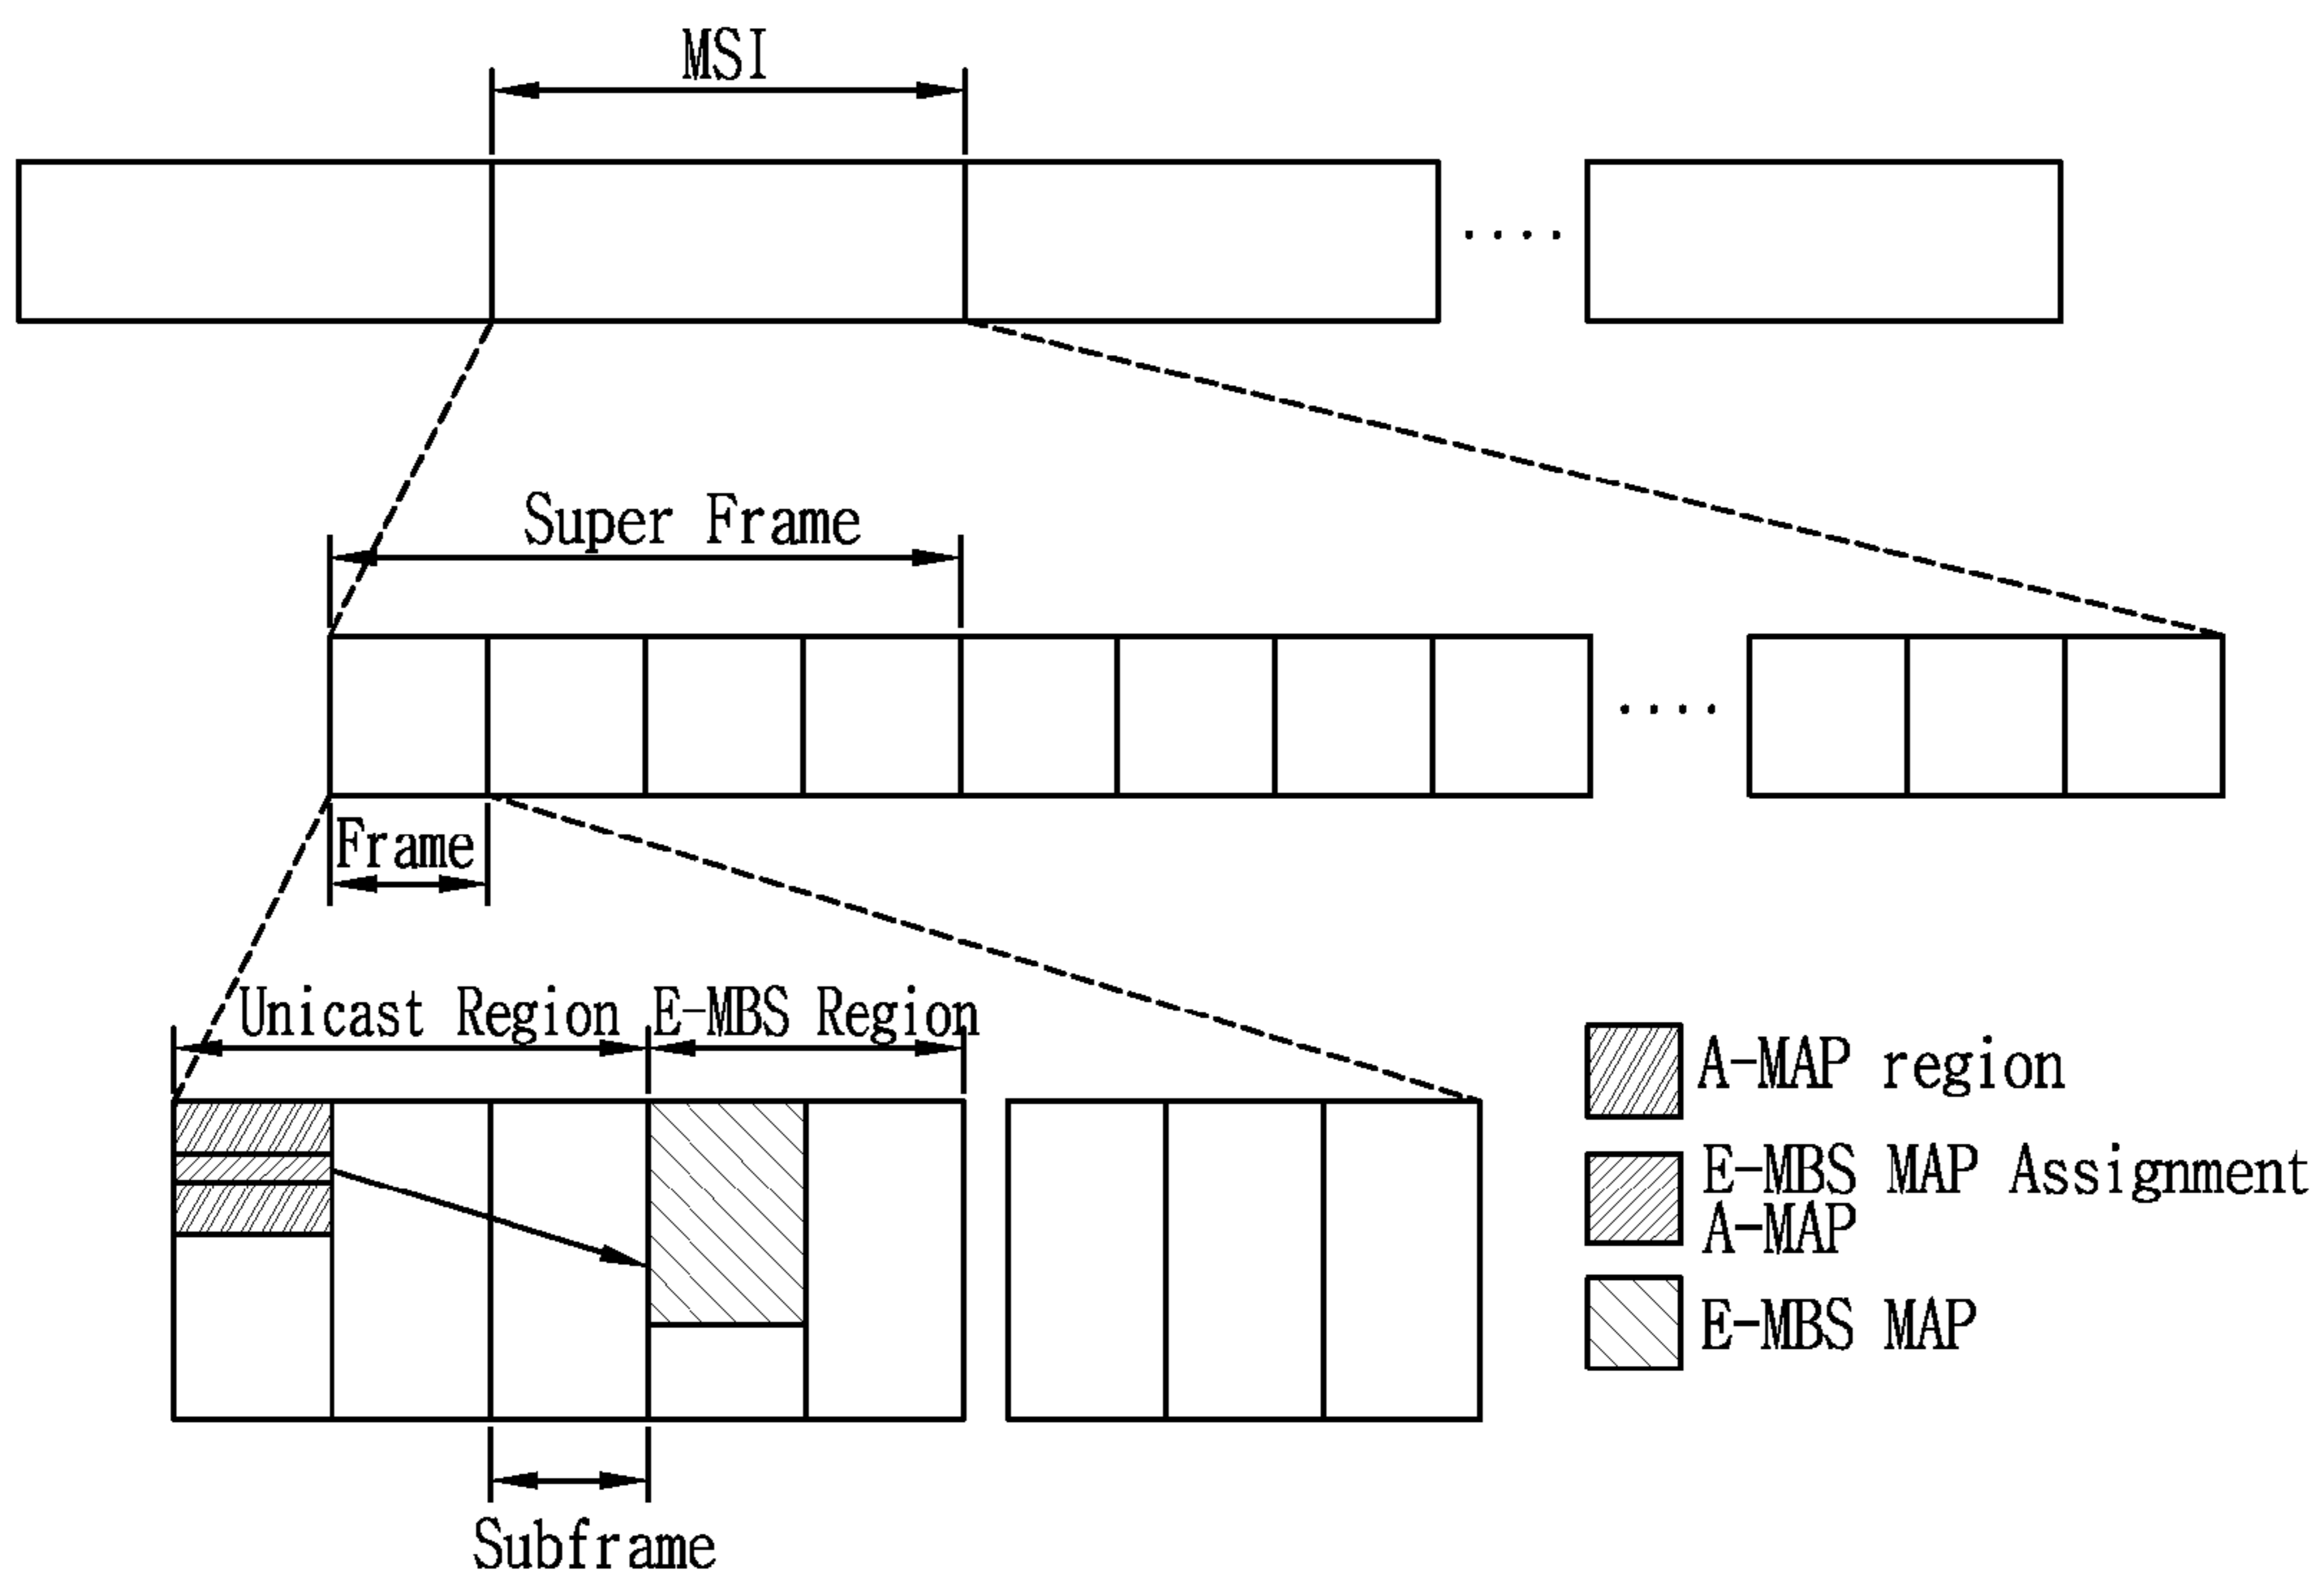 MSI
Super Frame
Frame
Unicast Region
E-MBS Region
A-MAP region
E-MBS MAP Assignment
A-MAP
E-MBS MAP
Subframe